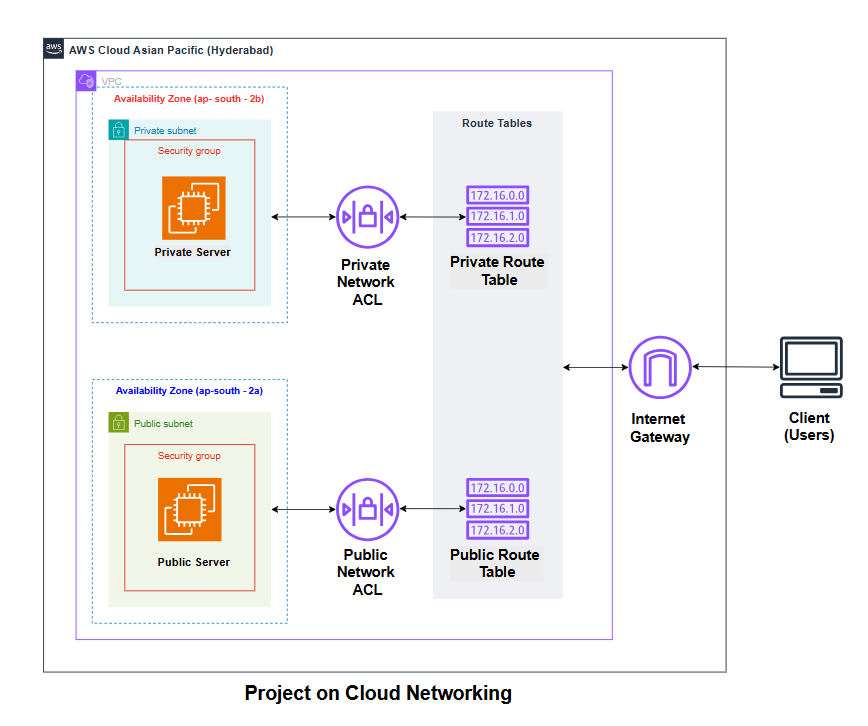 aws
AWS Cloud Asian Pacific (Hyderabad)
VPC
Availability Zone (ap- south - 2b)
Private subnet
Security group
Private Server
Private
Network
ACL
Route Tables
172.16.0.0
172.16.1.0
172.16.2.0
Private Route
Table
Availability Zone (ap-south - 2a)
Public subnet
Security group
Public Server
Public
Network
ACL
172.16.0.0
172.16.1.0
172.16.2.0
Public Route
Table
Internet
Gateway
Client
(Users)
Project on Cloud Networking